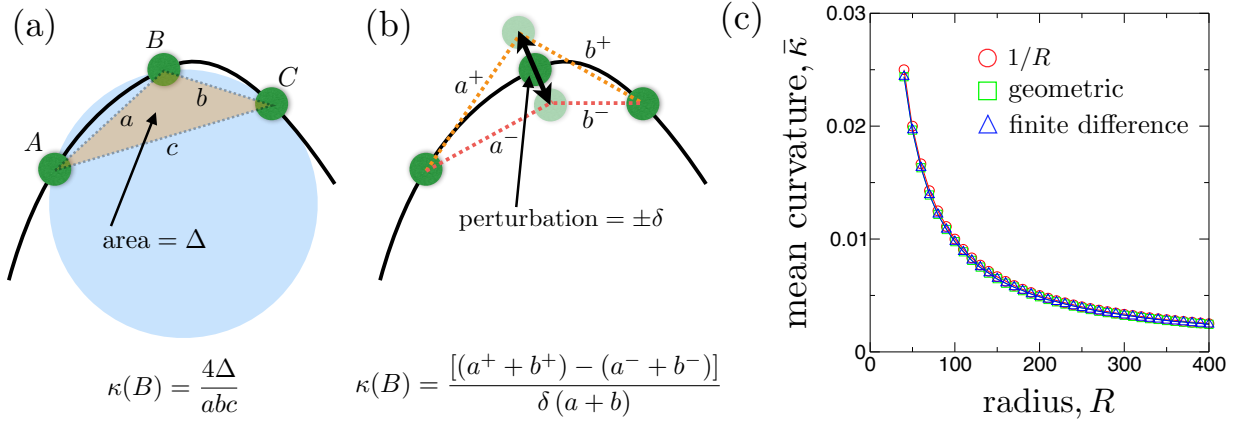 (a)
B
C
b
a
A
c
area = Δ
κ(B) = 4Δ / abc
(b)
b⁺
a⁺
b⁻
a⁻
perturbation = ±δ
κ(B) = [(a⁺ + b⁺) − (a⁻ + b⁻)] / δ (a + b)
(c)
mean curvature, κ̄
0.03
0.02
0.01
0
1/R
geometric
finite difference
0 100 200 300 400
radius, R